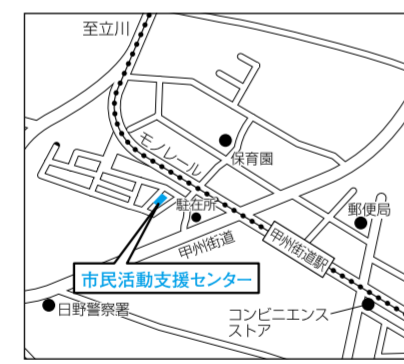 至立川
モノレール
保育園
駐在所
郵便局
甲州街道
甲州街道駅
市民活動支援センター
日野警察署
コンビニエンス
ストア